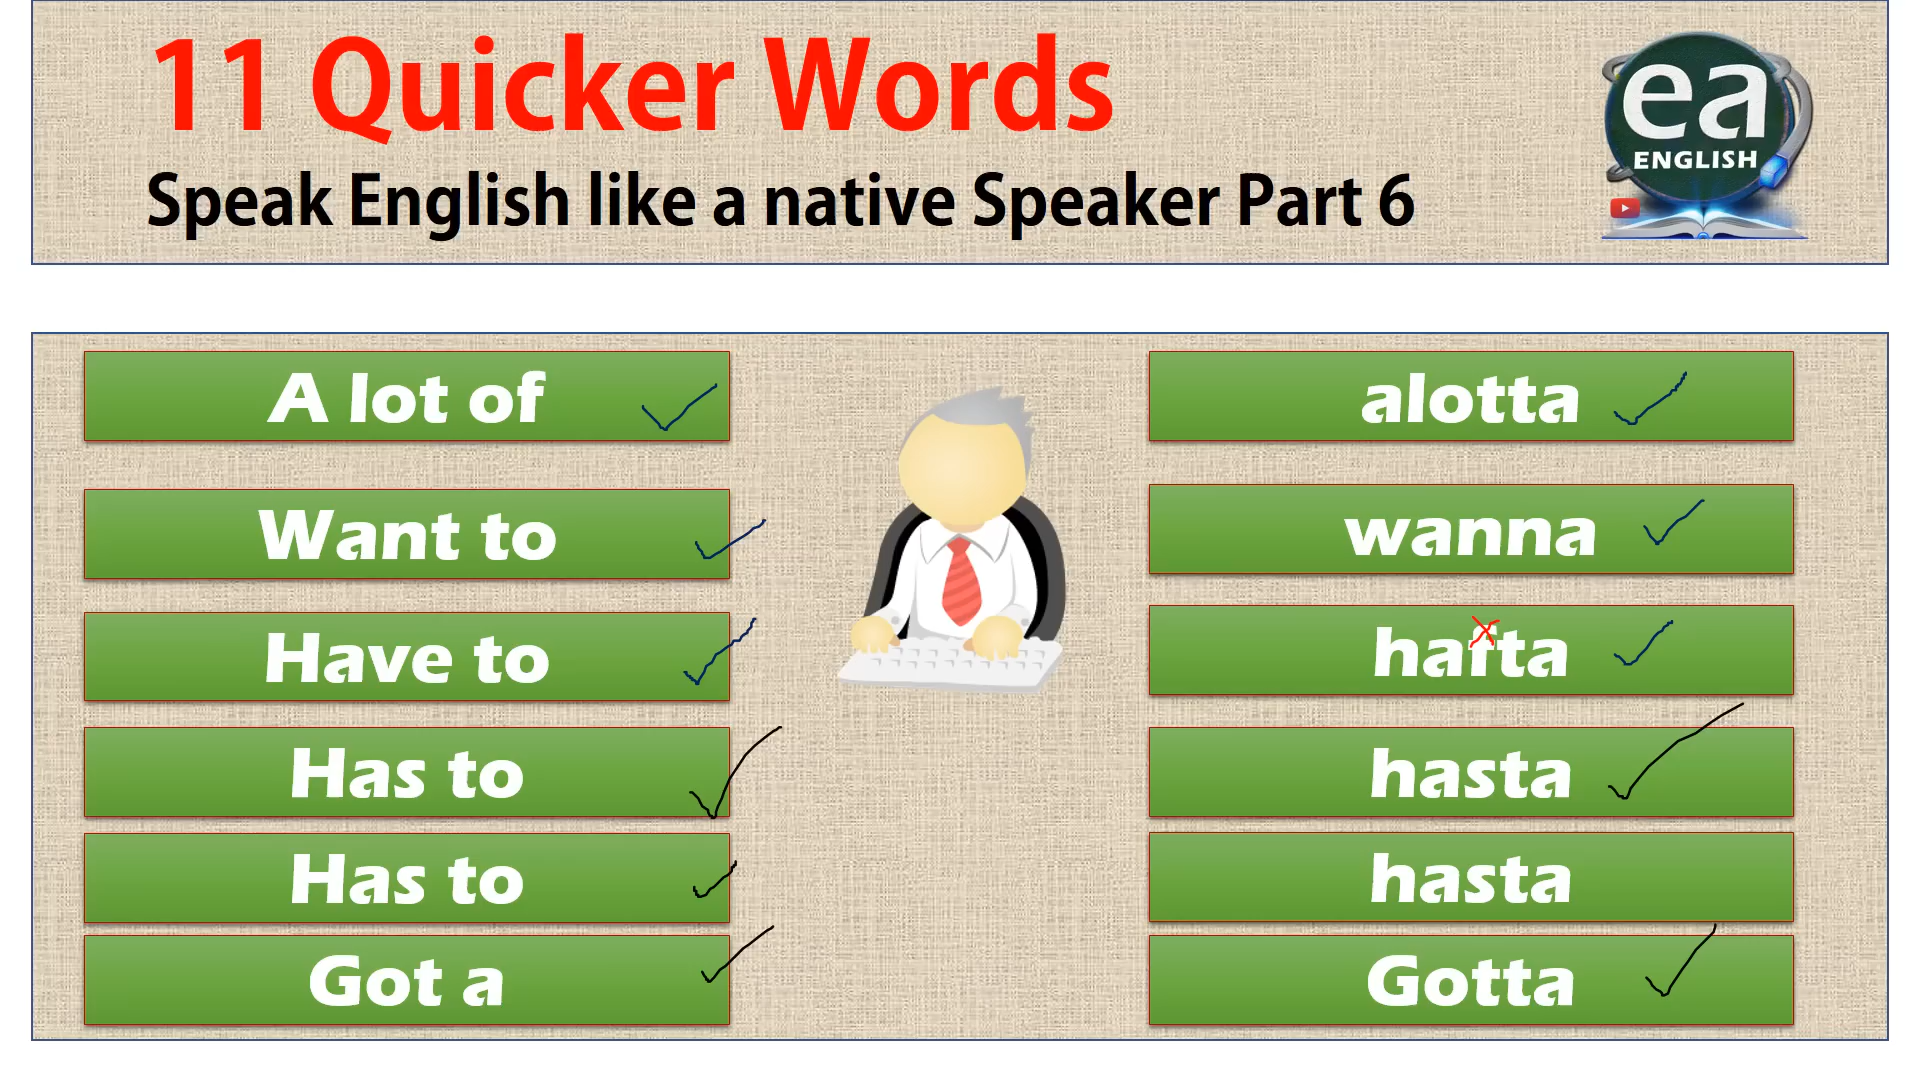 11 Quicker Words
Speak English like a native Speaker Part 6
ea
ENGLISH
A lot of
alotta
Want to
wanna
Have to
hafta
Has to
hasta
Has to
hasta
Got a
Gotta